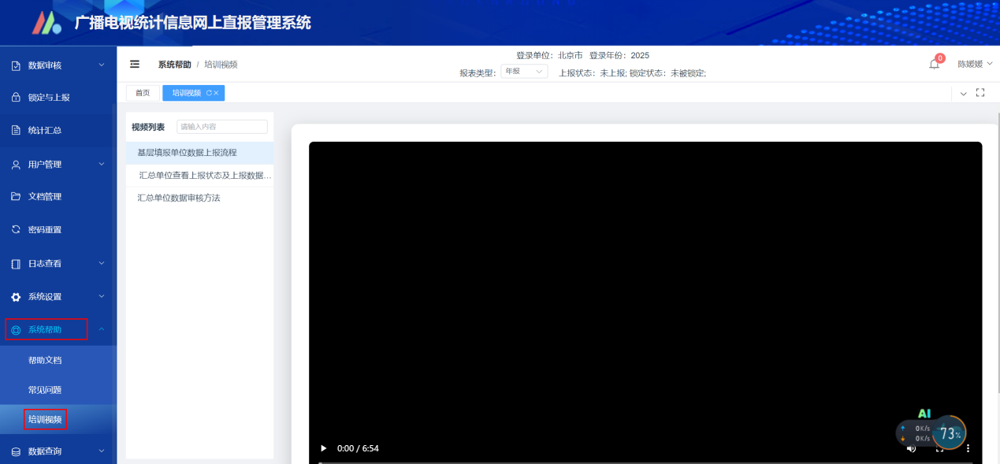 广播电视统计信息网上直报管理系统
数据审核
锁定与上报
统计汇总
用户管理
文档管理
密码重置
日志查看
系统设置
系统帮助
帮助文档
常见问题
培训视频
数据查询
系统帮助 / 培训视频
登录单位: 北京市 登录年份: 2025
报表类型: 年报 上报状态: 未上报; 锁定状态: 未被锁定;
0
陈媛媛
首页
培训视频
视频列表
请输入内容
基层填报单位数据上报流程
汇总单位查看上报状态及上报数据...
汇总单位数据审核方法
0:00 / 6:54
AI
0K/s
0K/s
73%